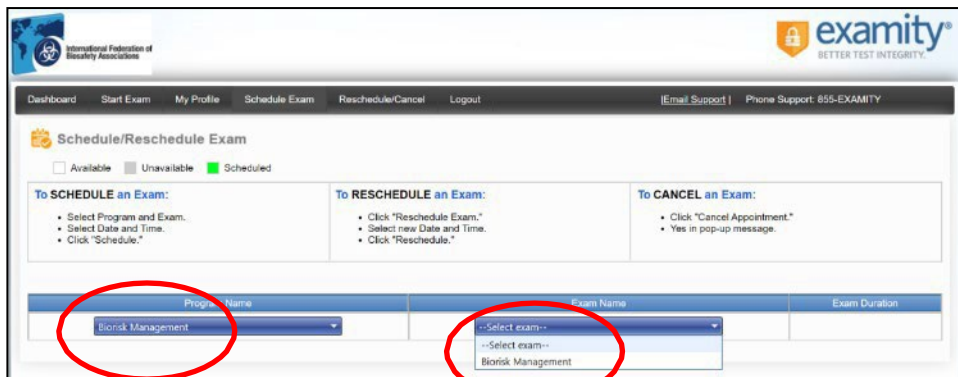 International Federation of
Biosafety Associations
examity®
BETTER TEST INTEGRITY.
Dashboard Start Exam My Profile Schedule Exam Reschedule/Cancel Logout |Email Support| Phone Support: 855-EXAMITY
Schedule/Reschedule Exam
Available Unavailable Scheduled
To SCHEDULE an Exam:
• Select Program and Exam.
• Select Date and Time.
• Click "Schedule."
To RESCHEDULE an Exam:
• Click "Reschedule Exam."
• Select new Date and Time.
• Click "Reschedule."
To CANCEL an Exam:
• Click "Cancel Appointment."
• Yes in pop-up message.
Program Name Exam Name Exam Duration
Biorisk Management --Select exam--
--Select exam--
Biorisk Management